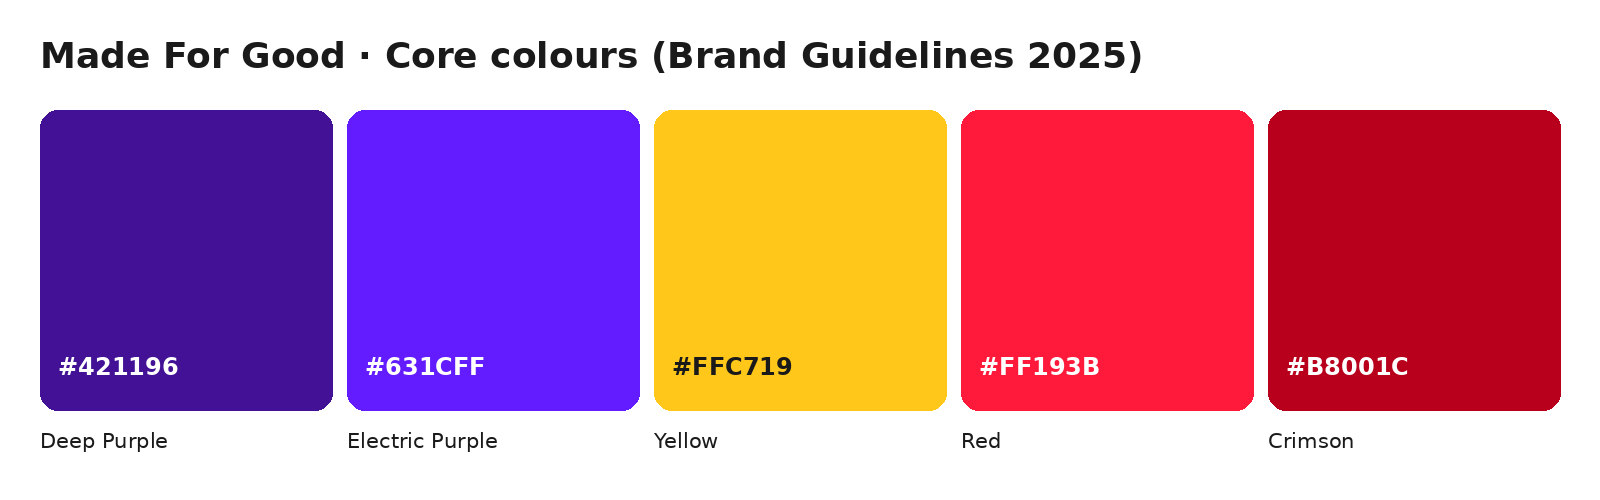 Made For Good · Core colours (Brand Guidelines 2025)
#421196
#631CFF
#FFC719
#FF193B
#B8001C
Deep Purple
Electric Purple
Yellow
Red
Crimson